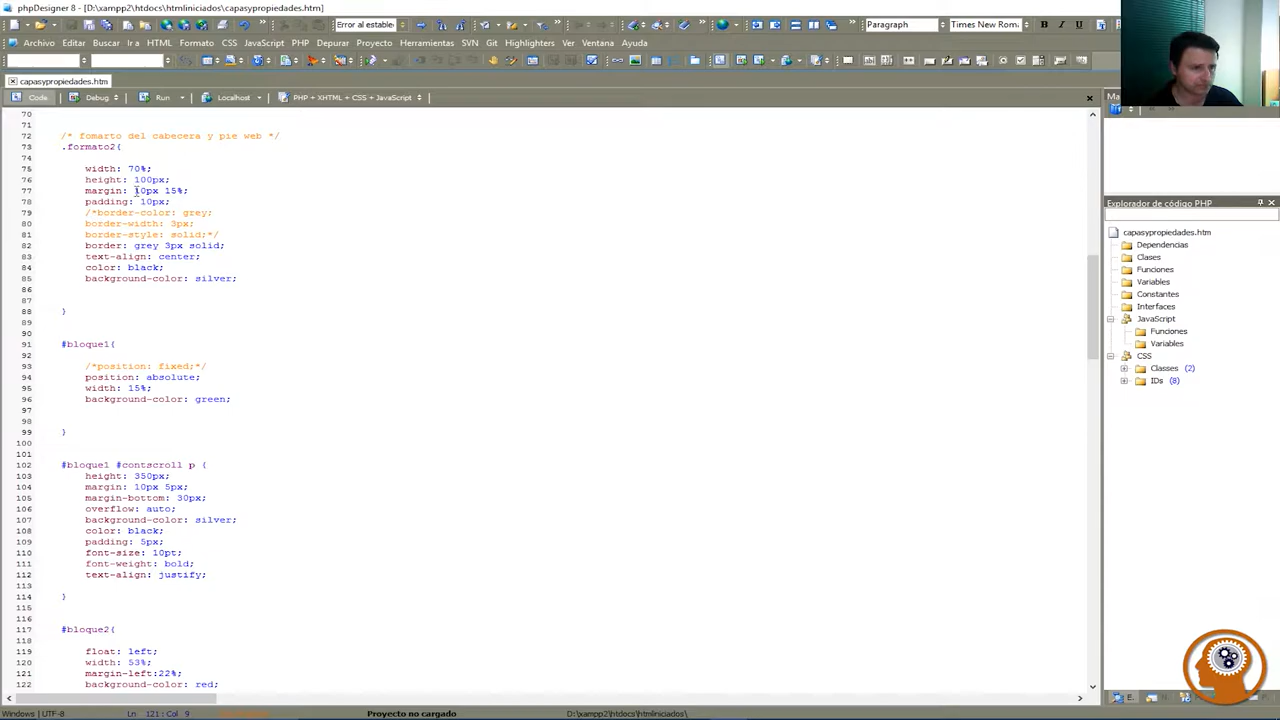 phpDesigner 8 - [D:\xampp2\htdocs\htmliniciados\capasypropiedades.htm]
Error al estable
Paragraph
Times New Rom
Archivo Editar Buscar Ir a HTML Formato CSS JavaScript PHP Depurar Proyecto Herramientas SVN Git Highlighters Ver Ventana Ayuda
capasypropiedades.htm
Code Debug Run Localhost PHP + XHTML + CSS + JavaScript
70
71
72 /* fomarto del cabecera y pie web */
73 .formato2{
74
75 width: 70%;
76 height: 100px;
77 margin: 10px 15%;
78 padding: 10px;
79 /*border-color: grey;
80 border-width: 3px;
81 border-style: solid;*/
82 border: grey 3px solid;
83 text-align: center;
84 color: black;
85 background-color: silver;
86
87
88 }
89
90
91 #bloque1{
92
93 /*position: fixed;*/
94 position: absolute;
95 width: 15%;
96 background-color: green;
97
98
99 }
100
101
102 #bloque1 #contscroll p {
103 height: 350px;
104 margin: 10px 5px;
105 margin-bottom: 30px;
106 overflow: auto;
107 background-color: silver;
108 color: black;
109 padding: 5px;
110 font-size: 10pt;
111 font-weight: bold;
112 text-align: justify;
113
114 }
115
116
117 #bloque2{
118
119 float: left;
120 width: 53%;
121 margin-left:22%;
122 background-color: red;
Explorador de código PHP
capasypropiedades.htm
Dependencias
Clases
Funciones
Variables
Constantes
Interfaces
JavaScript
Funciones
Variables
CSS
Classes (2)
IDs (8)
Windows UTF-8 Ln 121: Col 9 Proyecto no cargado D:\xampp2\htdocs\htmliniciados\
E.